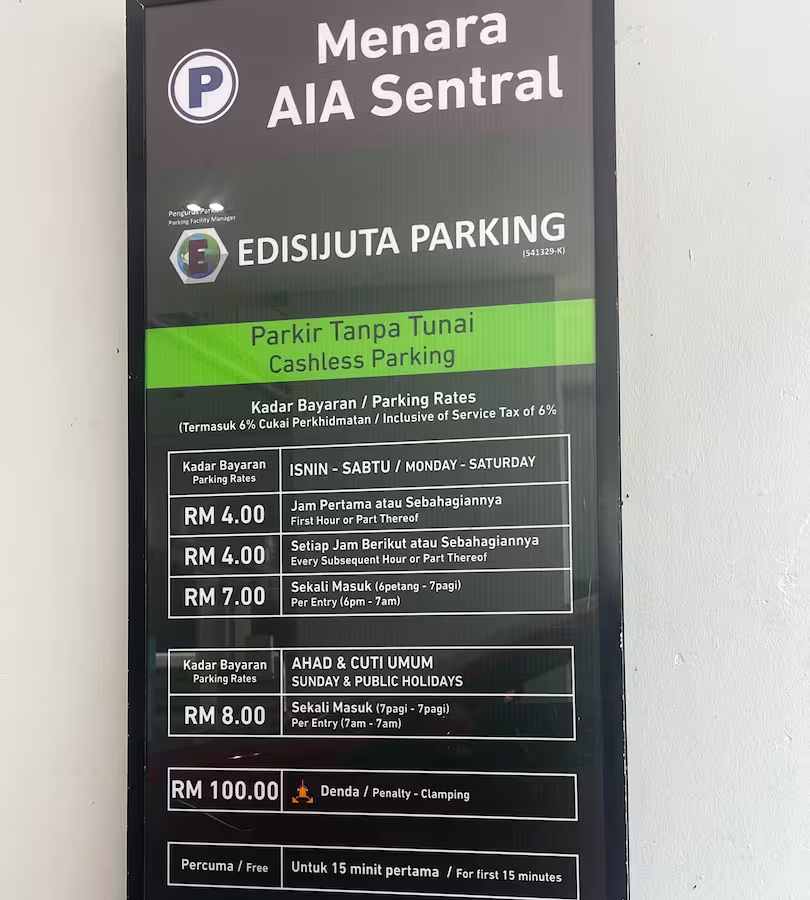 P
Menara
AIA Sentral
Pengurus Parkir
Parking Facility Manager
E
EDISIJUTA PARKING
(541329-K)
Parkir Tanpa Tunai
Cashless Parking
Kadar Bayaran / Parking Rates
(Termasuk 6% Cukai Perkhidmatan / Inclusive of Service Tax of 6%
Kadar Bayaran
Parking Rates
ISNIN - SABTU / MONDAY - SATURDAY
RM 4.00
Jam Pertama atau Sebahagiannya
First Hour or Part Thereof
RM 4.00
Setiap Jam Berikut atau Sebahagiannya
Every Subsequent Hour or Part Thereof
RM 7.00
Sekali Masuk (6petang - 7pagi)
Per Entry (6pm - 7am)
Kadar Bayaran
Parking Rates
AHAD & CUTI UMUM
SUNDAY & PUBLIC HOLIDAYS
RM 8.00
Sekali Masuk (7pagi - 7pagi)
Per Entry (7am - 7am)
RM 100.00
Denda / Penalty - Clamping
Percuma / Free
Untuk 15 minit pertama / For first 15 minutes